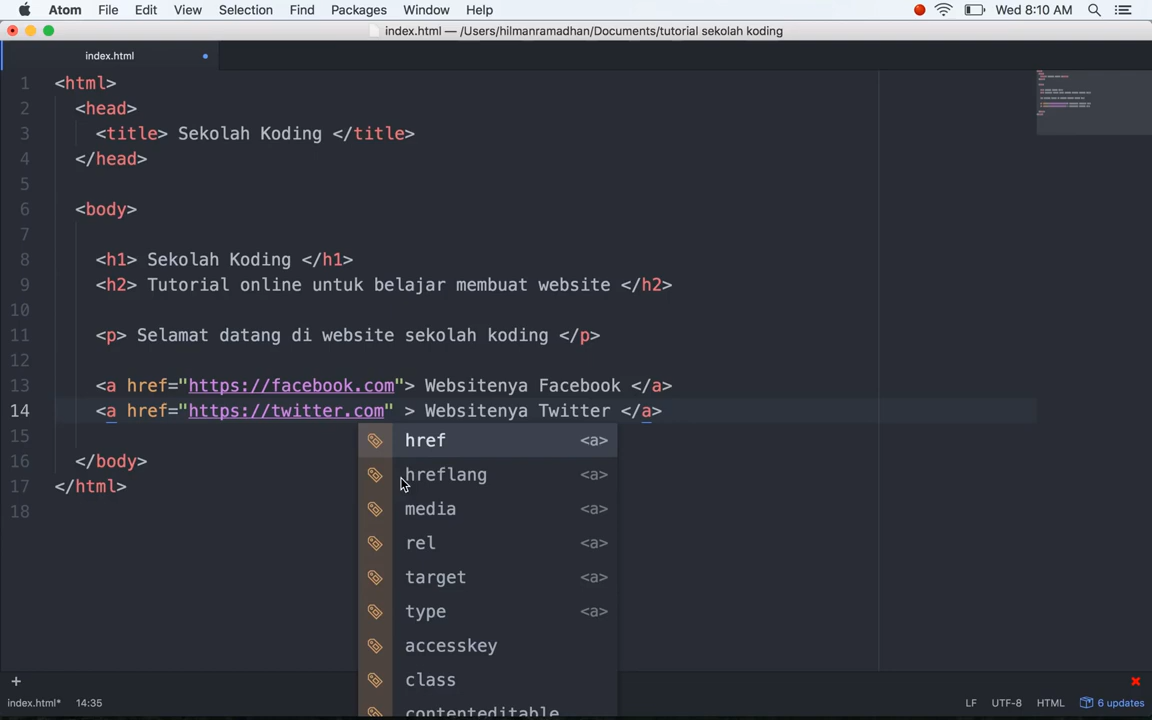 Atom File Edit View Selection Find Packages Window Help Wed 8:10 AM
index.html — /Users/hilmanramadhan/Documents/tutorial sekolah koding
index.html
1 <html>
2 <head>
3 <title> Sekolah Koding </title>
4 </head>
5
6 <body>
7
8 <h1> Sekolah Koding </h1>
9 <h2> Tutorial online untuk belajar membuat website </h2>
10
11 <p> Selamat datang di website sekolah koding </p>
12
13 <a href="https://facebook.com"> Websitenya Facebook </a>
14 <a href="https://twitter.com" > Websitenya Twitter </a>
15
16 </body>
17 </html>
18
href <a>
hreflang <a>
media <a>
rel <a>
target <a>
type <a>
accesskey
class
contenteditable
+
index.html* 14:35 LF UTF-8 HTML 6 updates